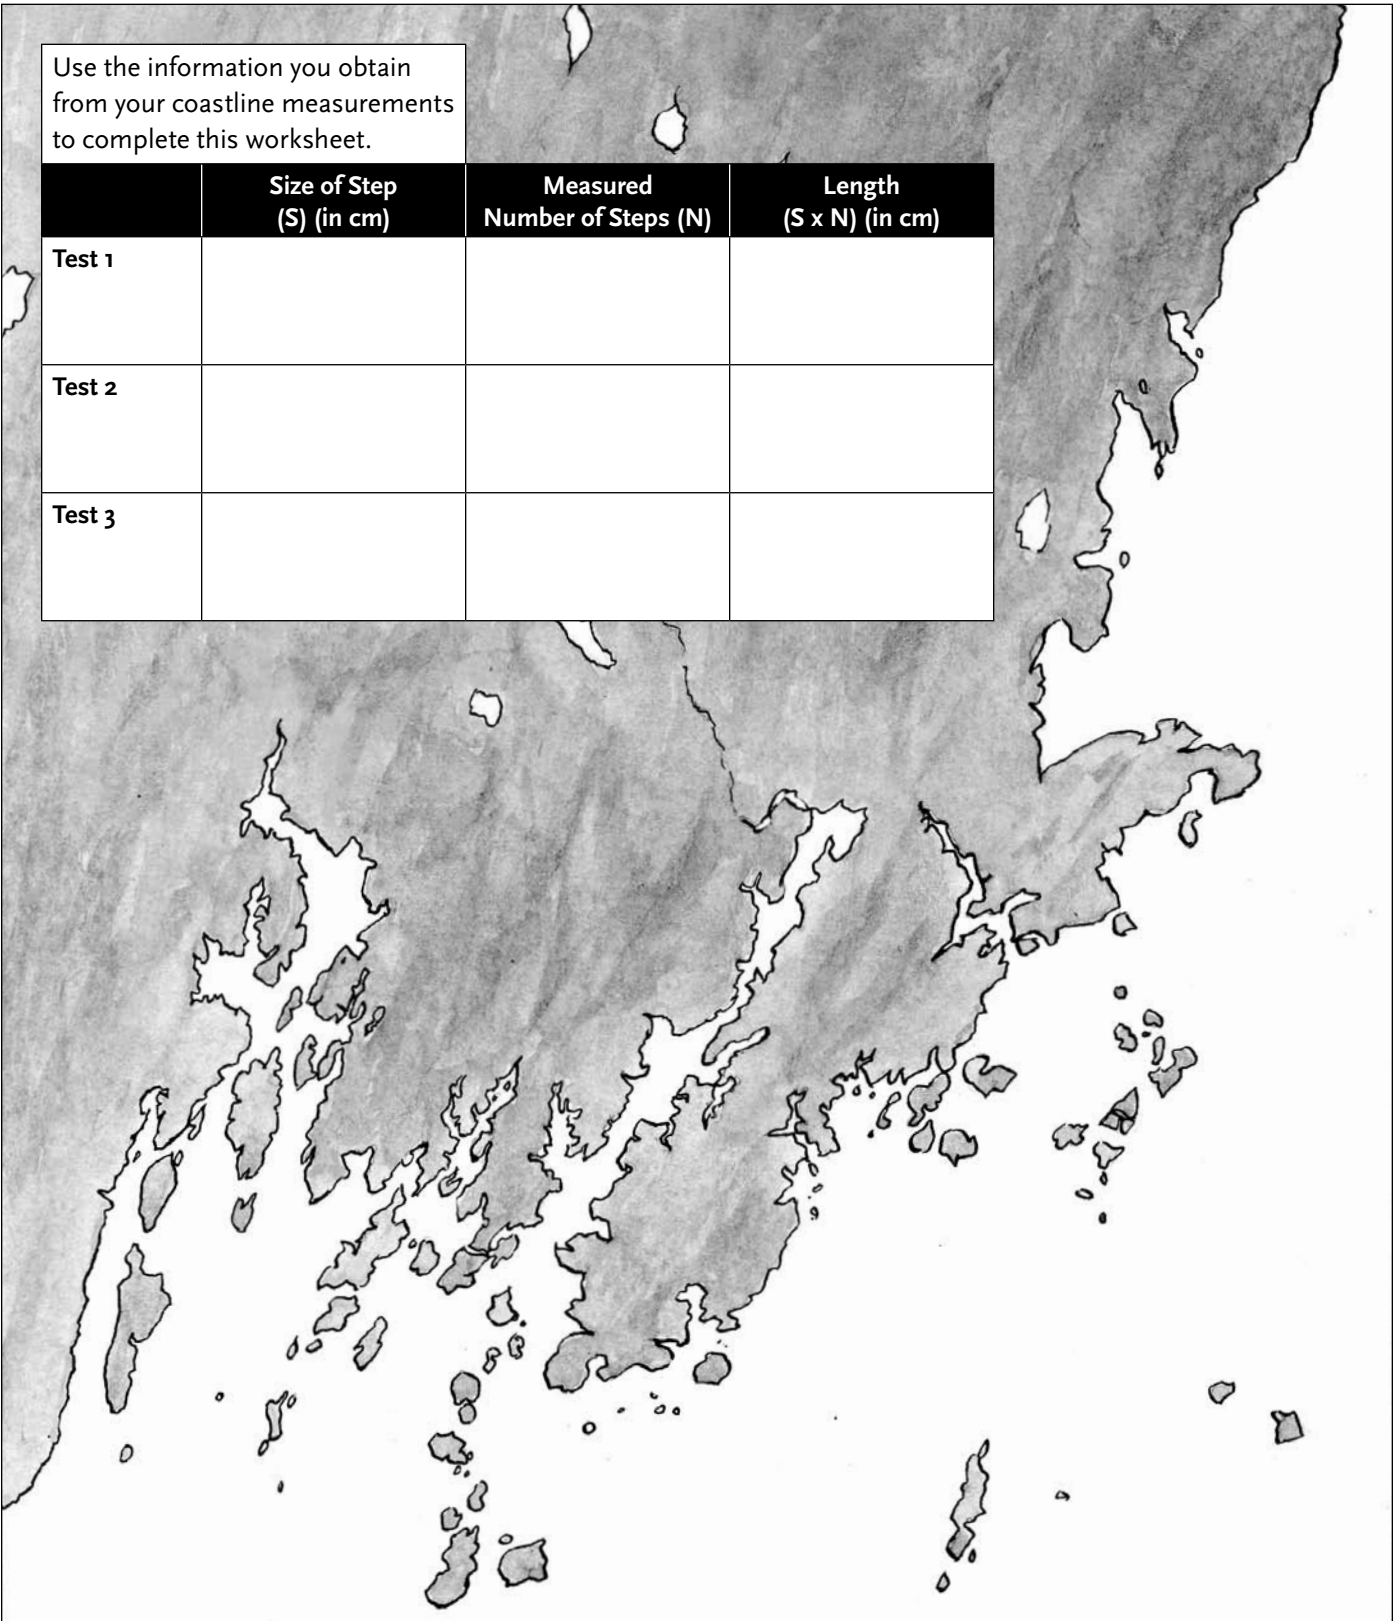 Use the information you obtain
from your coastline measurements
to complete this worksheet.
Size of Step
(S) (in cm)
Measured
Number of Steps (N)
Length
(S x N) (in cm)
Test 1
Test 2
Test 3